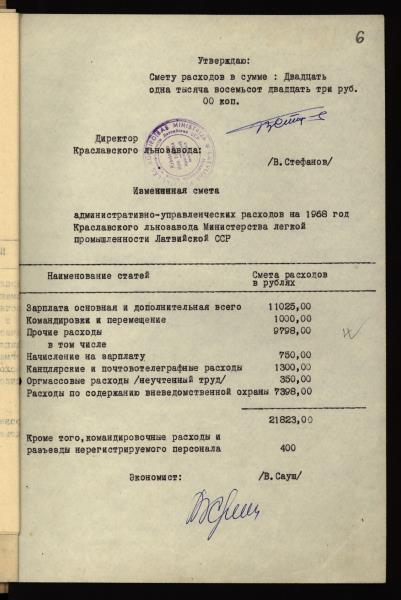 6
Утверждаю:
Смету расходов в сумме : Двадцать
одна тысяча восемьсот двадцать три руб.
00 коп.
Директор
Краславского льнозавода:
/В.Стефанов/
Измененная смета
административно-управленческих расходов на 1968 год
Краславского льнозавода Министерства легкой
промышленности Латвийской ССР
Наименование статей Смета расходов
в рублях
Зарплата основная и дополнительная всего 11025,00
Командировки и перемещение 1000,00
Прочие расходы 9798,00
в том числе
Начисление на зарплату 750,00
Канцлярские и почтовотелеграфные расходы 1300,00
Оргмассовые расходы /неучтенный труд/ 350,00
Расходы по содержанию вневедомственной охраны 7398,00
21823,00
Кроме того,командировочные расходы и
разъезды нерегистрируемого персонала 400
Экономист: /В.Сауш/